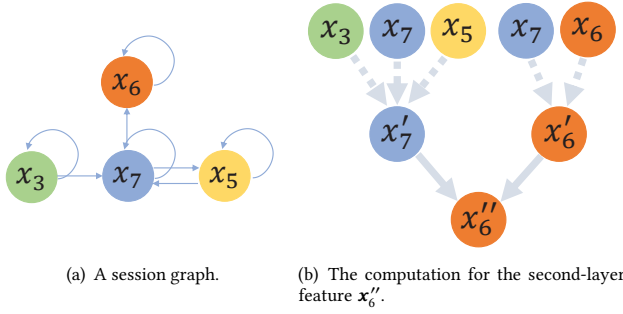 x3 x7 x5 x7 x6
x6
x3 x7 x5
x7′ x6′
x6″
(a) A session graph.
(b) The computation for the second-layer
feature x6″.